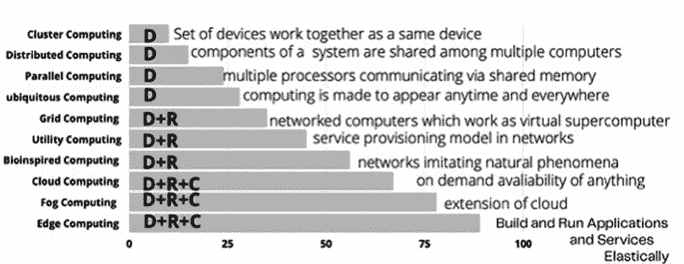 Cluster Computing D Set of devices work together as a same device
Distributed Computing D components of a system are shared among multiple computers
Parallel Computing D multiple processors communicating via shared memory
ubiquitous Computing D computing is made to appear anytime and everywhere
Grid Computing D+R networked computers which work as virtual supercomputer
Utility Computing D+R service provisioning model in networks
Bioinspired Computing D+R networks imitating natural phenomena
Cloud Computing D+R+C on demand avaliability of anything
Fog Computing D+R+C extension of cloud
Edge Computing D+R+C Build and Run Applications
and Services
Elastically
0 25 50 75 100